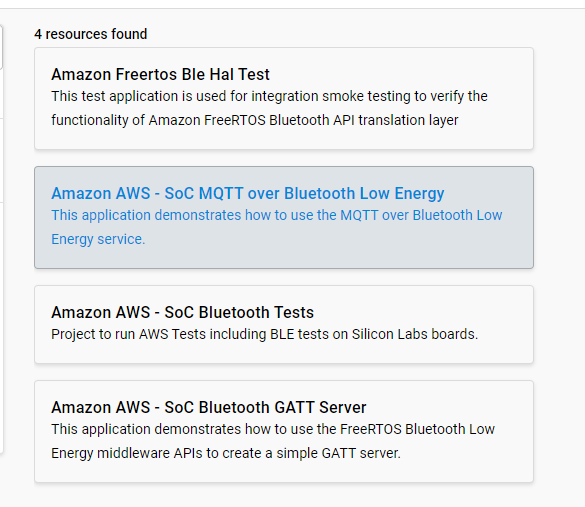 4 resources found
Amazon Freertos Ble Hal Test
This test application is used for integration smoke testing to verify the
functionality of Amazon FreeRTOS Bluetooth API translation layer
Amazon AWS - SoC MQTT over Bluetooth Low Energy
This application demonstrates how to use the MQTT over Bluetooth Low
Energy service.
Amazon AWS - SoC Bluetooth Tests
Project to run AWS Tests including BLE tests on Silicon Labs boards.
Amazon AWS - SoC Bluetooth GATT Server
This application demonstrates how to use the FreeRTOS Bluetooth Low
Energy middleware APIs to create a simple GATT server.